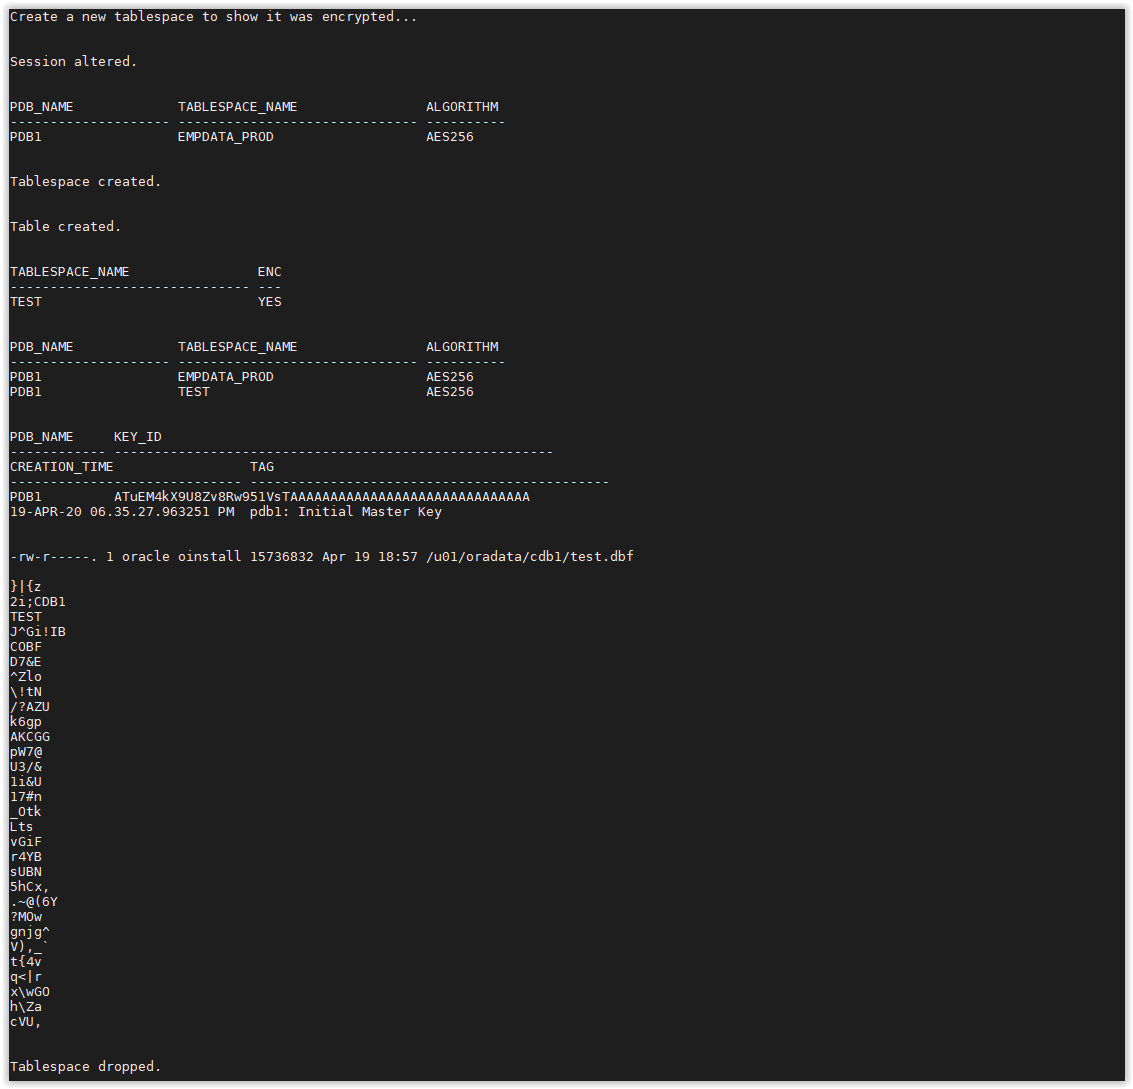 Create a new tablespace to show it was encrypted...
Session altered.
PDB_NAME             TABLESPACE_NAME                ALGORITHM
-------------------- ------------------------------ ----------
PDB1                 EMPDATA_PROD                   AES256
Tablespace created.
Table created.
TABLESPACE_NAME                ENC
------------------------------ ---
TEST                           YES
PDB_NAME             TABLESPACE_NAME                ALGORITHM
-------------------- ------------------------------ ----------
PDB1                 EMPDATA_PROD                   AES256
PDB1                 TEST                           AES256
PDB_NAME     KEY_ID
------------ -------------------------------------------------------
CREATION_TIME                 TAG
----------------------------- ---------------------------------------------
PDB1         ATuEM4kX9U8Zv8Rw951VsTAAAAAAAAAAAAAAAAAAAAAAAAAAAAAA
19-APR-20 06.35.27.963251 PM  pdb1: Initial Master Key
-rw-r-----. 1 oracle oinstall 15736832 Apr 19 18:57 /u01/oradata/cdb1/test.dbf
}|{z
2i;CDB1
TEST
J^Gi!IB
COBF
D7&E
^Zlo
\!tN
/?AZU
k6gp
AKCGG
pW7@
U3/&
1i&U
17#n
_Otk
Lts
vGiF
r4YB
sUBN
5hCx,
.~@(6Y
?MOw
gnjg^
V),_`
t{4v
q<|r
x\wGO
h\Za
cVU,
Tablespace dropped.